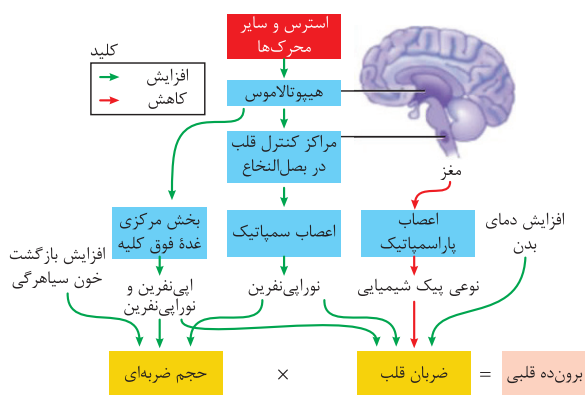 استرس و سایر
محرک‌ها
کلید
افزایش
کاهش
هیپوتالاموس
مراکز کنترل قلب
در بصل‌النخاع
مغز
بخش مرکزی
غدهٔ فوق کلیه
اعصاب سمپاتیک
اعصاب
پاراسمپاتیک
افزایش دمای
بدن
افزایش بازگشت
خون سیاهرگی
اپی‌نفرین و
نوراپی‌نفرین
نوراپی‌نفرین
نوعی پیک شیمیایی
برون‌ده قلبی = ضربان قلب × حجم ضربه‌ای